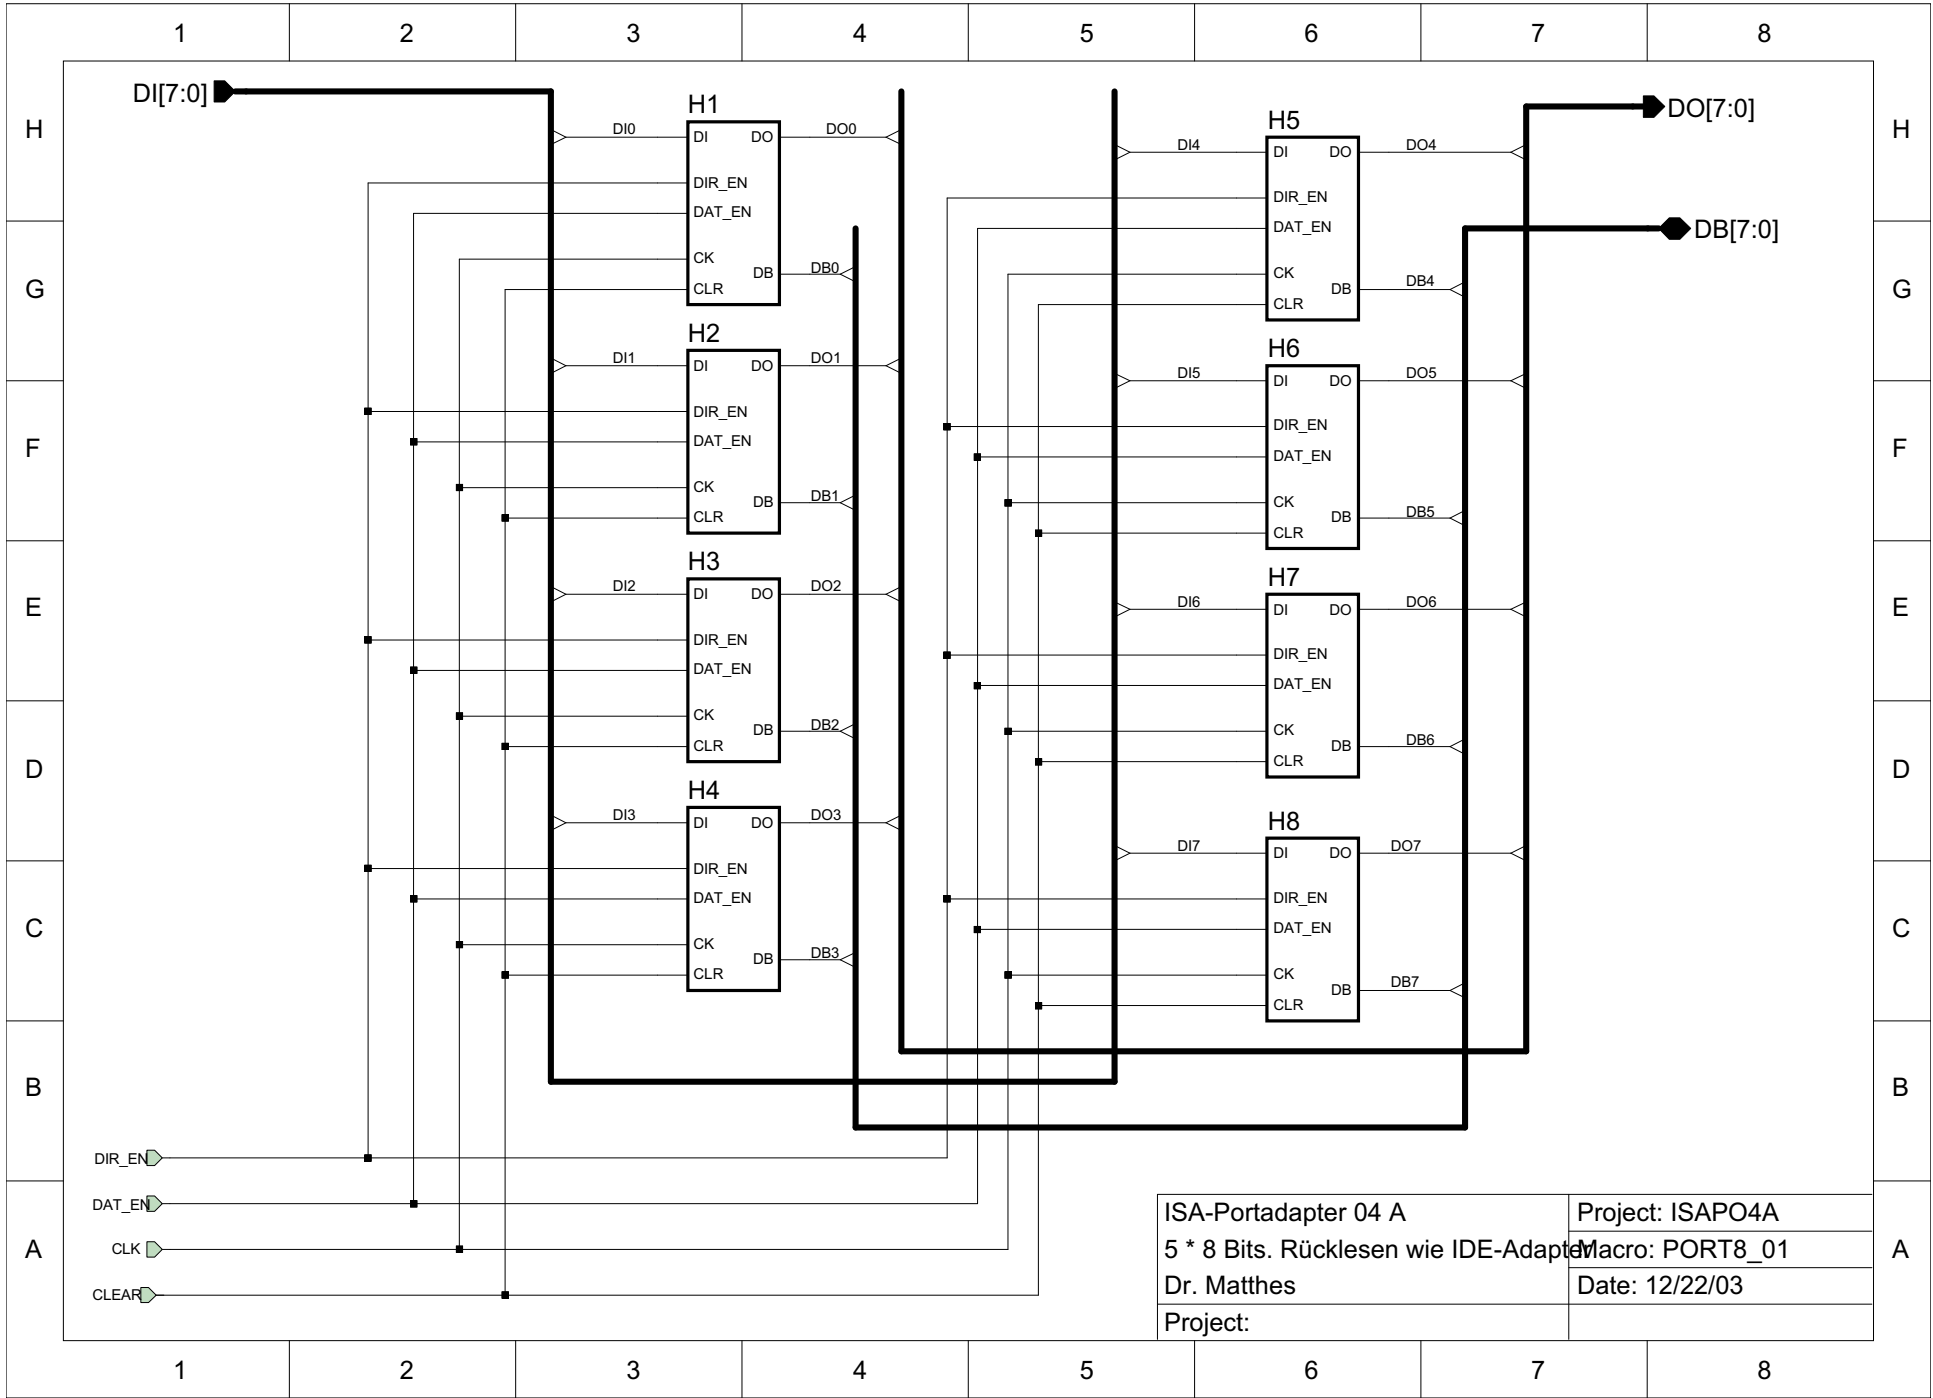 1 2 3 4 5 6 7 8
DI[7:0]
H1
DI0 DI DO DO0
DIR_EN
DAT_EN
CK
DB DB0
CLR
H2
DI1 DI DO DO1
DIR_EN
DAT_EN
CK
DB DB1
CLR
H3
DI2 DI DO DO2
DIR_EN
DAT_EN
CK
DB DB2
CLR
H4
DI3 DI DO DO3
DIR_EN
DAT_EN
CK
DB DB3
CLR
H5
DI4 DI DO DO4
DIR_EN
DAT_EN
CK
DB DB4
CLR
H6
DI5 DI DO DO5
DIR_EN
DAT_EN
CK
DB DB5
CLR
H7
DI6 DI DO DO6
DIR_EN
DAT_EN
CK
DB DB6
CLR
H8
DI7 DI DO DO7
DIR_EN
DAT_EN
CK
DB DB7
CLR
DO[7:0]
DB[7:0]
H H
G G
F F
E E
D D
C C
B B
A A
DIR_EN
DAT_EN
CLK
CLEAR
ISA-Portadapter 04 A
Project: ISAPO4A
5 * 8 Bits. Rücklesen wie IDE-Adapter
Macro: PORT8_01
Dr. Matthes
Date: 12/22/03
Project:
1 2 3 4 5 6 7 8